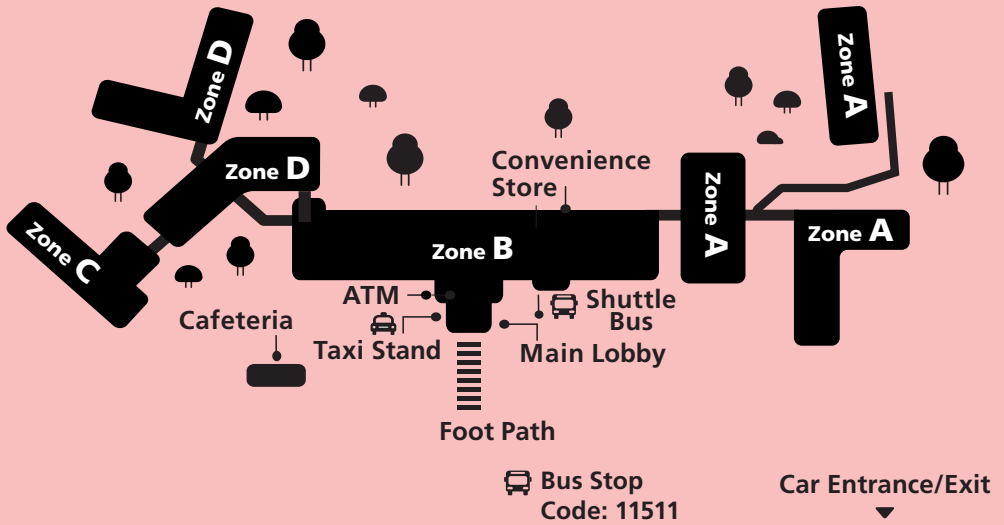 Zone D
Zone A
Convenience
Store
Zone D
Zone A
Zone C
Zone B
Zone A
ATM
Shuttle
Bus
Cafeteria
Taxi Stand
Main Lobby
Foot Path
Bus Stop
Code: 11511
Car Entrance/Exit